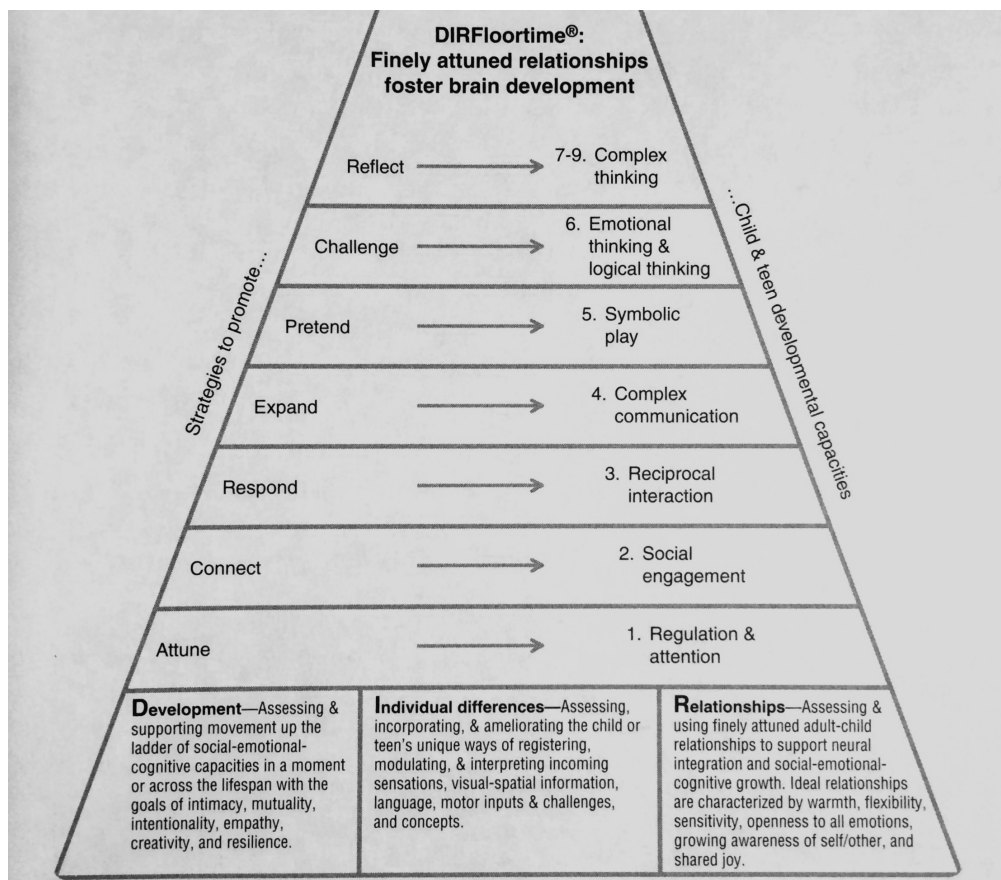 DIRFloortime®:
Finely attuned relationships
foster brain development
Strategies to promote…
…Child & teen developmental capacities
Reflect
7-9. Complex
thinking
Challenge
6. Emotional
thinking &
logical thinking
Pretend
5. Symbolic
play
Expand
4. Complex
communication
Respond
3. Reciprocal
interaction
Connect
2. Social
engagement
Attune
1. Regulation &
attention
Development—Assessing &
supporting movement up the
ladder of social-emotional-
cognitive capacities in a moment
or across the lifespan with the
goals of intimacy, mutuality,
intentionality, empathy,
creativity, and resilience.
Individual differences—Assessing,
incorporating, & ameliorating the child or
teen's unique ways of registering,
modulating, & interpreting incoming
sensations, visual-spatial information,
language, motor inputs & challenges,
and concepts.
Relationships—Assessing &
using finely attuned adult-child
relationships to support neural
integration and social-emotional-
cognitive growth. Ideal relationships
are characterized by warmth, flexibility,
sensitivity, openness to all emotions,
growing awareness of self/other, and
shared joy.